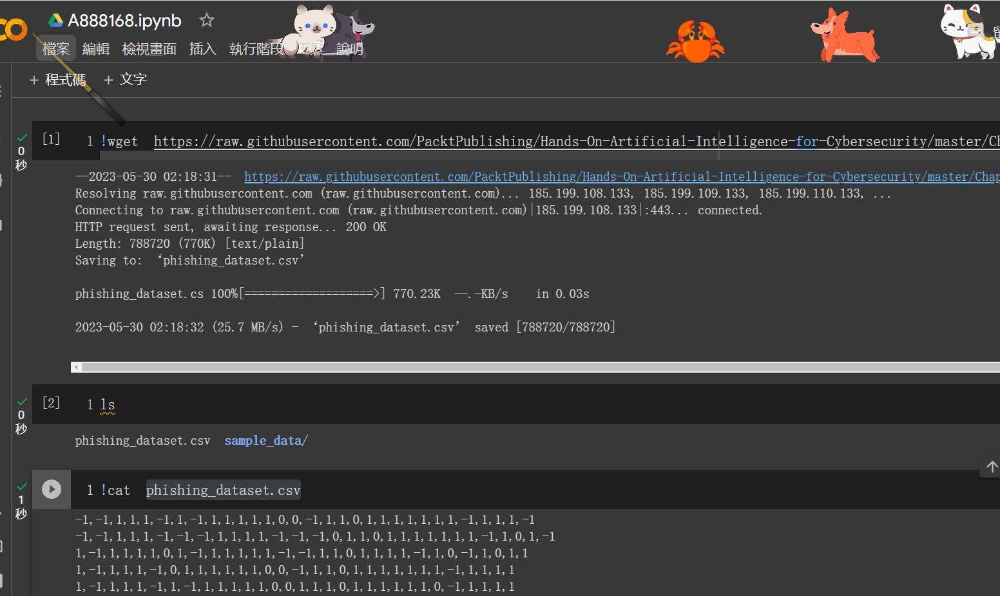 A888168.ipynb
檔案 編輯 檢視畫面 插入 執行階段 說明
+ 程式碼 + 文字
[1] 1 !wget https://raw.githubusercontent.com/PacktPublishing/Hands-On-Artificial-Intelligence-for-Cybersecurity/master/Ch
0
秒
--2023-05-30 02:18:31-- https://raw.githubusercontent.com/PacktPublishing/Hands-On-Artificial-Intelligence-for-Cybersecurity/master/Chap
Resolving raw.githubusercontent.com (raw.githubusercontent.com)... 185.199.108.133, 185.199.109.133, 185.199.110.133, ...
Connecting to raw.githubusercontent.com (raw.githubusercontent.com)|185.199.108.133|:443... connected.
HTTP request sent, awaiting response... 200 OK
Length: 788720 (770K) [text/plain]
Saving to: ‘phishing_dataset.csv’
phishing_dataset.cs 100%[===================>] 770.23K --.-KB/s in 0.03s
2023-05-30 02:18:32 (25.7 MB/s) - ‘phishing_dataset.csv’ saved [788720/788720]
[2] 1 ls
0
秒
phishing_dataset.csv sample_data/
1 !cat phishing_dataset.csv
1
秒
-1,-1,1,1,1,-1,1,-1,1,1,1,1,1,0,0,-1,1,1,0,1,1,1,1,1,1,1,-1,1,1,1,-1
-1,-1,1,1,1,-1,-1,-1,1,1,1,1,-1,-1,-1,0,1,1,0,1,1,1,1,1,1,1,-1,1,0,1,-1
1,-1,1,1,1,1,0,1,-1,1,1,1,1,1,-1,-1,1,1,0,1,1,1,1,-1,1,0,-1,1,0,1,1
1,-1,1,1,1,-1,0,1,1,1,1,1,1,0,0,-1,1,1,0,1,1,1,1,1,1,1,-1,1,1,1,1
1,-1,1,1,1,-1,1,-1,1,1,1,1,1,0,0,1,1,1,0,1,1,1,1,1,1,0,-1,1,1,1,1